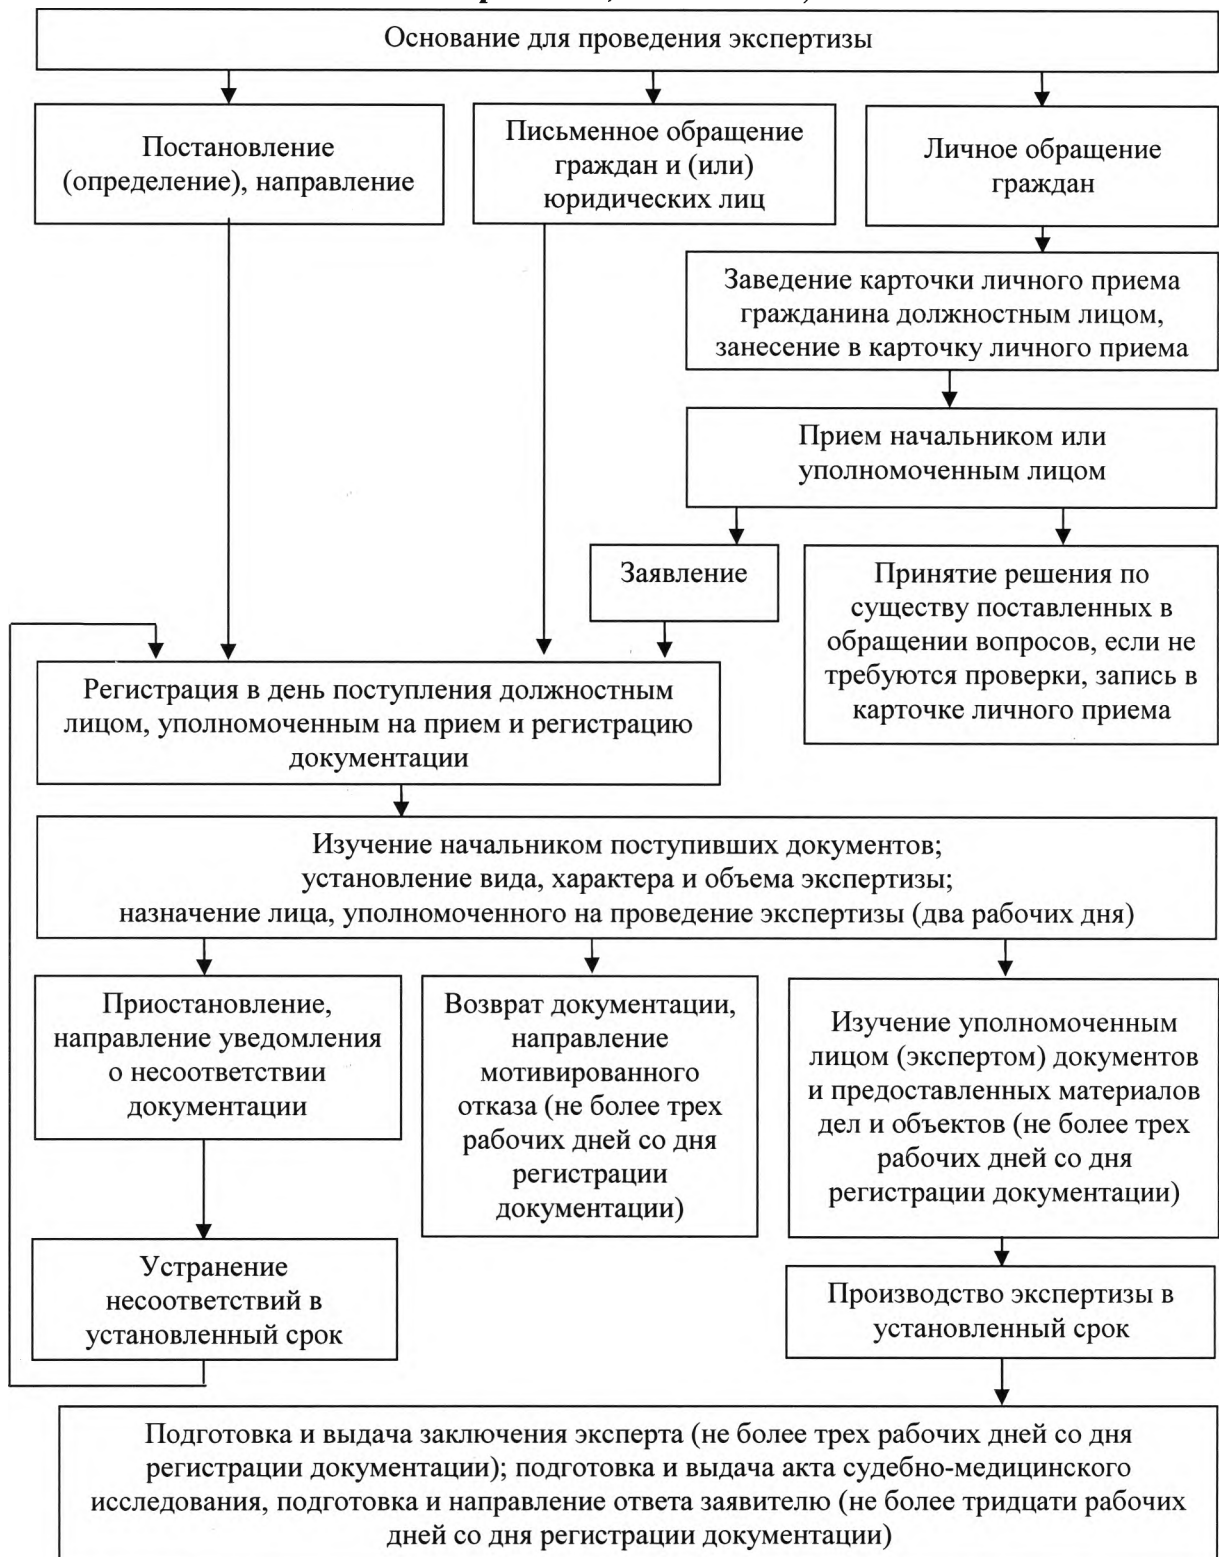 Основание для проведения экспертизы
Постановление
(определение), направление
Письменное обращение
граждан и (или)
юридических лиц
Личное обращение
граждан
Заведение карточки личного приема
гражданина должностным лицом,
занесение в карточку личного приема
Прием начальником или
уполномоченным лицом
Заявление
Принятие решения по
существу поставленных в
обращении вопросов, если не
требуются проверки, запись в
карточке личного приема
Регистрация в день поступления должностным
лицом, уполномоченным на прием и регистрацию
документации
Изучение начальником поступивших документов;
установление вида, характера и объема экспертизы;
назначение лица, уполномоченного на проведение экспертизы (два рабочих дня)
Приостановление,
направление уведомления
о несоответствии
документации
Возврат документации,
направление
мотивированного
отказа (не более трех
рабочих дней со дня
регистрации
документации)
Изучение уполномоченным
лицом (экспертом) документов
и предоставленных материалов
дел и объектов (не более трех
рабочих дней со дня
регистрации документации)
Устранение
несоответствий в
установленный срок
Производство экспертизы в
установленный срок
Подготовка и выдача заключения эксперта (не более трех рабочих дней со дня
регистрации документации); подготовка и выдача акта судебно-медицинского
исследования, подготовка и направление ответа заявителю (не более тридцати рабочих
дней со дня регистрации документации)